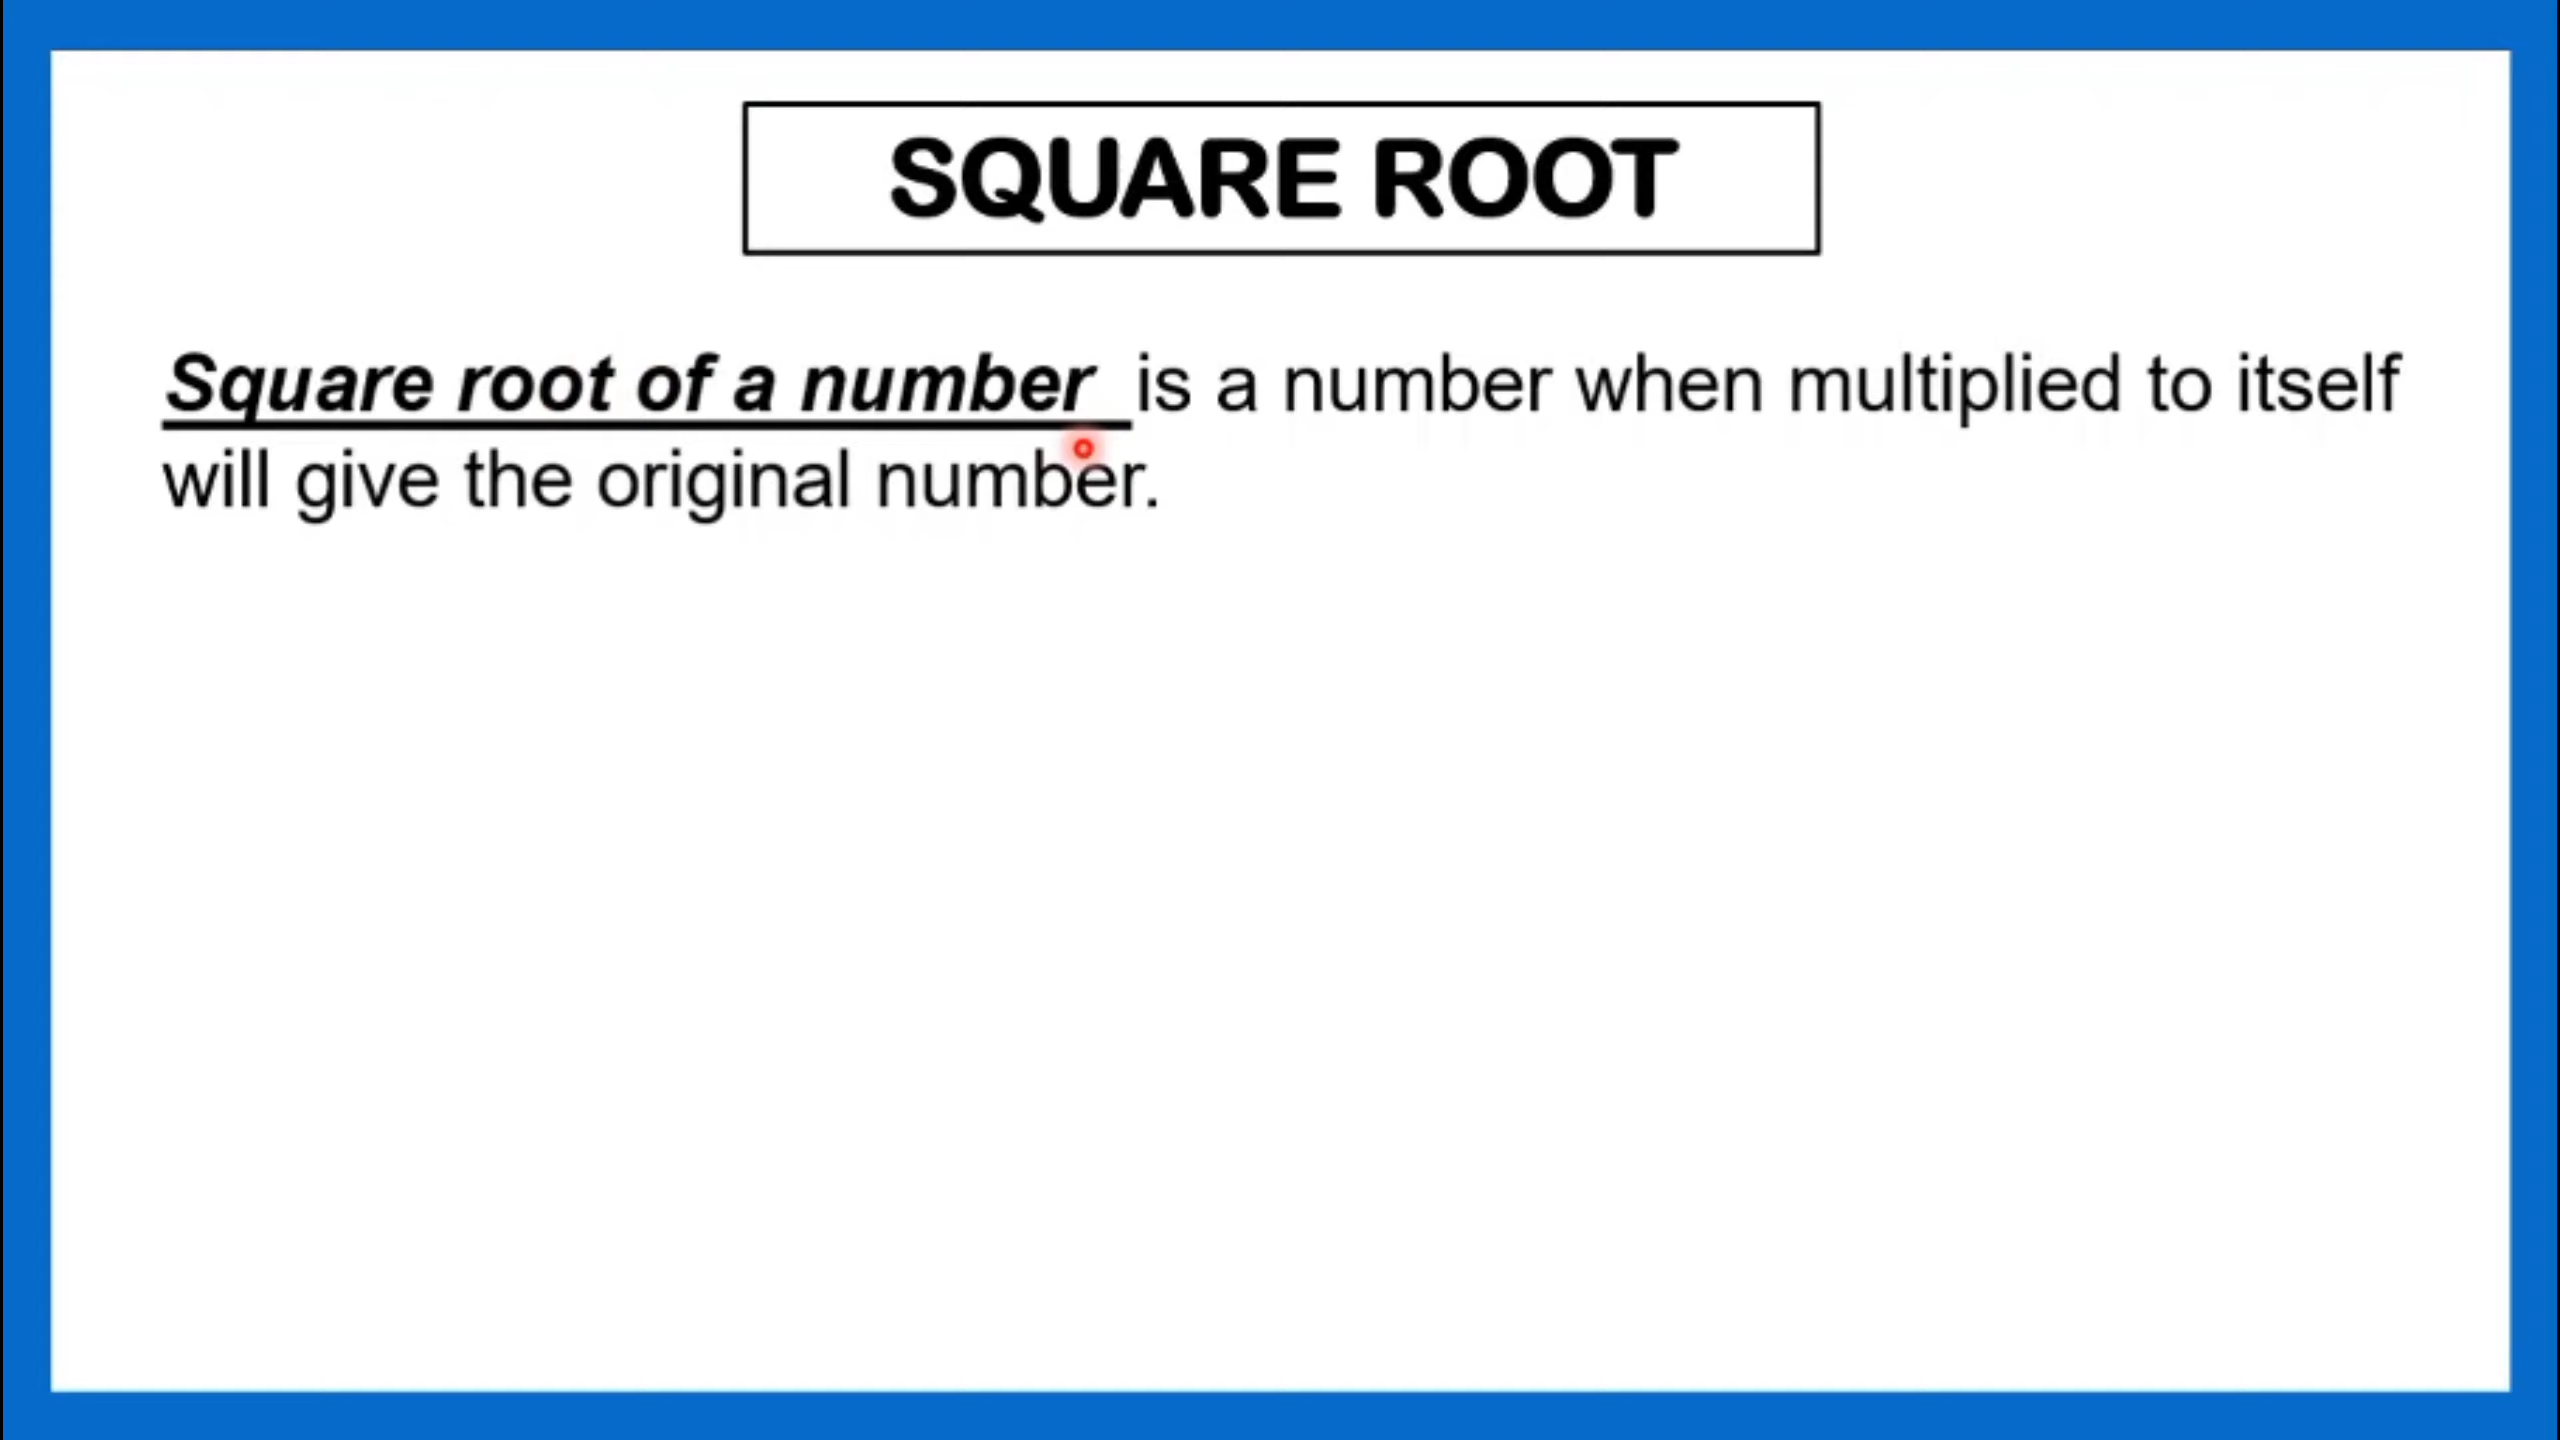 SQUARE ROOT
Square root of a number is a number when multiplied to itself
will give the original number.